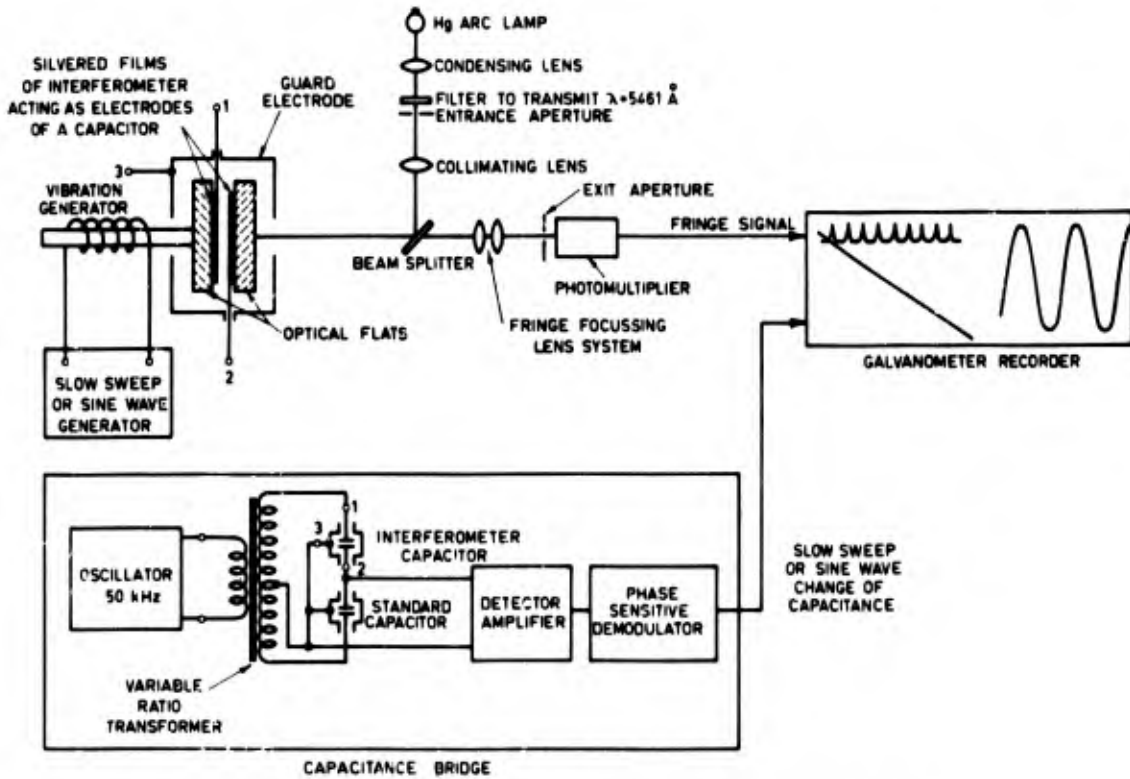 Hg ARC LAMP
CONDENSING LENS
FILTER TO TRANSMIT λ=5461 Å
ENTRANCE APERTURE
COLLIMATING LENS
SILVERED FILMS
OF INTERFEROMETER
ACTING AS ELECTRODES
OF A CAPACITOR
GUARD
ELECTRODE
1
3
VIBRATION
GENERATOR
EXIT APERTURE
FRINGE SIGNAL
BEAM SPLITTER
PHOTOMULTIPLIER
OPTICAL FLATS
FRINGE FOCUSSING
LENS SYSTEM
2
SLOW SWEEP
OR SINE WAVE
GENERATOR
GALVANOMETER RECORDER
OSCILLATOR
50 kHz
1
3
INTERFEROMETER
CAPACITOR
2
STANDARD
CAPACITOR
DETECTOR
AMPLIFIER
PHASE
SENSITIVE
DEMODULATOR
SLOW SWEEP
OR SINE WAVE
CHANGE OF
CAPACITANCE
VARIABLE
RATIO
TRANSFORMER
CAPACITANCE BRIDGE